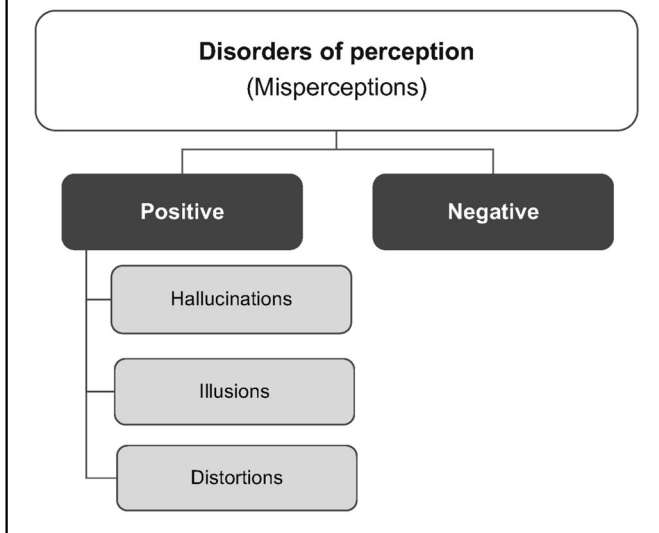 Disorders of perception
(Misperceptions)
Positive
Negative
Hallucinations
Illusions
Distortions